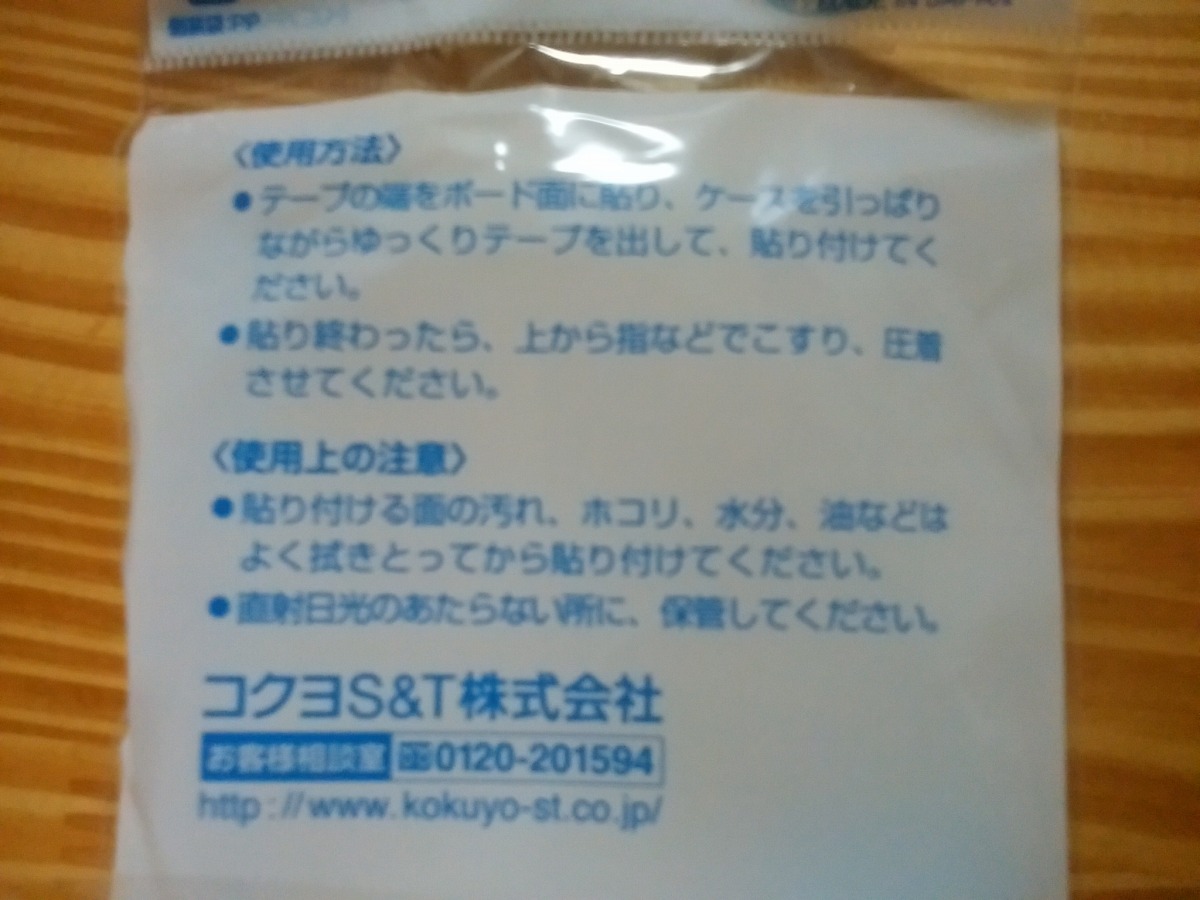 〈使用方法〉
●テープの端をボード面に貼り、ケースを引っぱり
ながらゆっくりテープを出して、貼り付けてく
ださい。
●貼り終わったら、上から指などでこすり、圧着
させてください。
〈使用上の注意〉
●貼り付ける面の汚れ、ホコリ、水分、油などは
よく拭きとってから貼り付けてください。
●直射日光のあたらない所に、保管してください。
コクヨS&T株式会社
お客様相談室 0120-201594
http://www.kokuyo-st.co.jp/